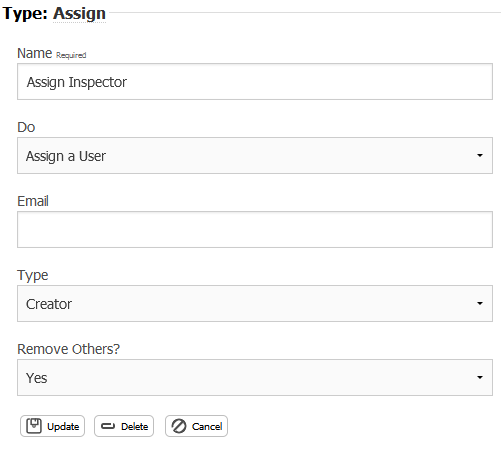 Type: Assign
Name Required
Assign Inspector
Do
Assign a User
Email
Type
Creator
Remove Others?
Yes
Update Delete Cancel